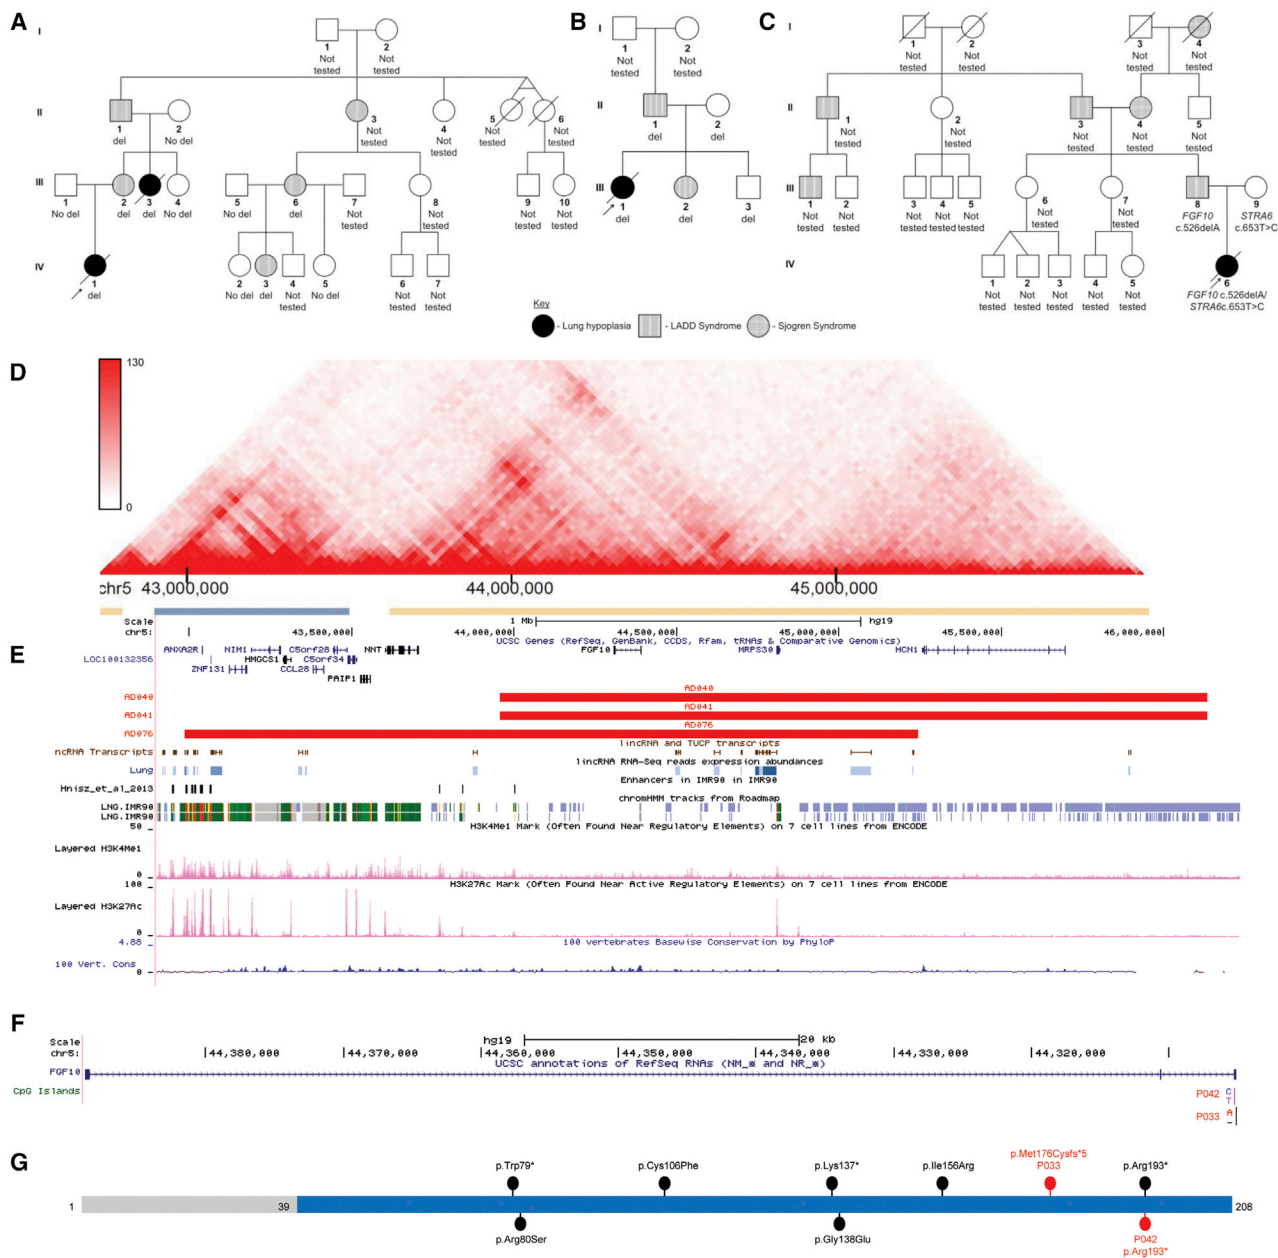 A
B
C
I
1
Not
tested
2
Not
tested
II
1
del
2
No del
3
Not
tested
4
Not
tested
5
Not
tested
6
Not
tested
III
1
No del
2
del
3
del
4
No del
5
No del
6
del
7
Not
tested
8
Not
tested
9
Not
tested
10
Not
tested
IV
1
del
2
No del
3
del
4
Not
tested
5
No del
6
Not
tested
7
Not
tested
I
1
Not
tested
2
Not
tested
II
1
del
2
del
III
1
del
2
del
3
del
I
1
Not
tested
2
Not
tested
3
Not
tested
4
Not
tested
II
1
Not
tested
2
Not
tested
3
Not
tested
4
Not
tested
5
Not
tested
III
1
Not
tested
2
Not
tested
3
Not
tested
4
Not
tested
5
Not
tested
6
Not
tested
7
Not
tested
8
FGF10
c.526delA
9
STRA6
c.653T>C
IV
1
Not
tested
2
Not
tested
3
Not
tested
4
Not
tested
5
Not
tested
6
FGF10 c.526delA/
STRA6c.653T>C
Key
- Lung hypoplasia
- LADD Syndrome
- Sjogren Syndrome
D
130
0
chr5
43,000,000
44,000,000
45,000,000
Scale
1 Mb
hg19
chr5:
43,500,000
44,000,000
44,500,000
45,000,000
45,500,000
46,000,000
E
UCSC Genes (RefSeq, GenBank, CCDS, Rfam, tRNAs & Comparative Genomics)
ANXA2R
NIM1
C5orf28
NNT
FGF10
MRPS30
HCN1
LOC100132356
HMGCS1
C5orf34
ZNF131
CCL28
PAIP1
AD040
AD040
AD041
AD041
AD076
AD076
lincRNA and TUCP transcripts
ncRNA Transcripts
lincRNA RNA-Seq reads expression abundances
Lung
Enhancers in IMR90 in IMR90
Hnisz_et_al_2013
chromHMM tracks from Roadmap
LNG.IMR90
LNG.IMR90
H3K4Me1 Mark (Often Found Near Regulatory Elements) on 7 cell lines from ENCODE
50
Layered H3K4Me1
0
H3K27Ac Mark (Often Found Near Active Regulatory Elements) on 7 cell lines from ENCODE
100
Layered H3K27Ac
0
100 vertebrates Basewise Conservation by PhyloP
4.88
100 Vert. Cons
0
F
Scale
hg19
20 kb
chr5:
44,380,000
44,370,000
44,360,000
44,350,000
44,340,000
44,330,000
44,320,000
UCSC annotations of RefSeq RNAs (NM_* and NR_*)
FGF10
CpG Islands
P042
C
T
P033
A
–
G
p.Trp79*
p.Cys106Phe
p.Lys137*
p.Ile156Arg
p.Met176Cysfs*5
P033
p.Arg193*
1
39
208
p.Arg80Ser
p.Gly138Glu
P042
p.Arg193*